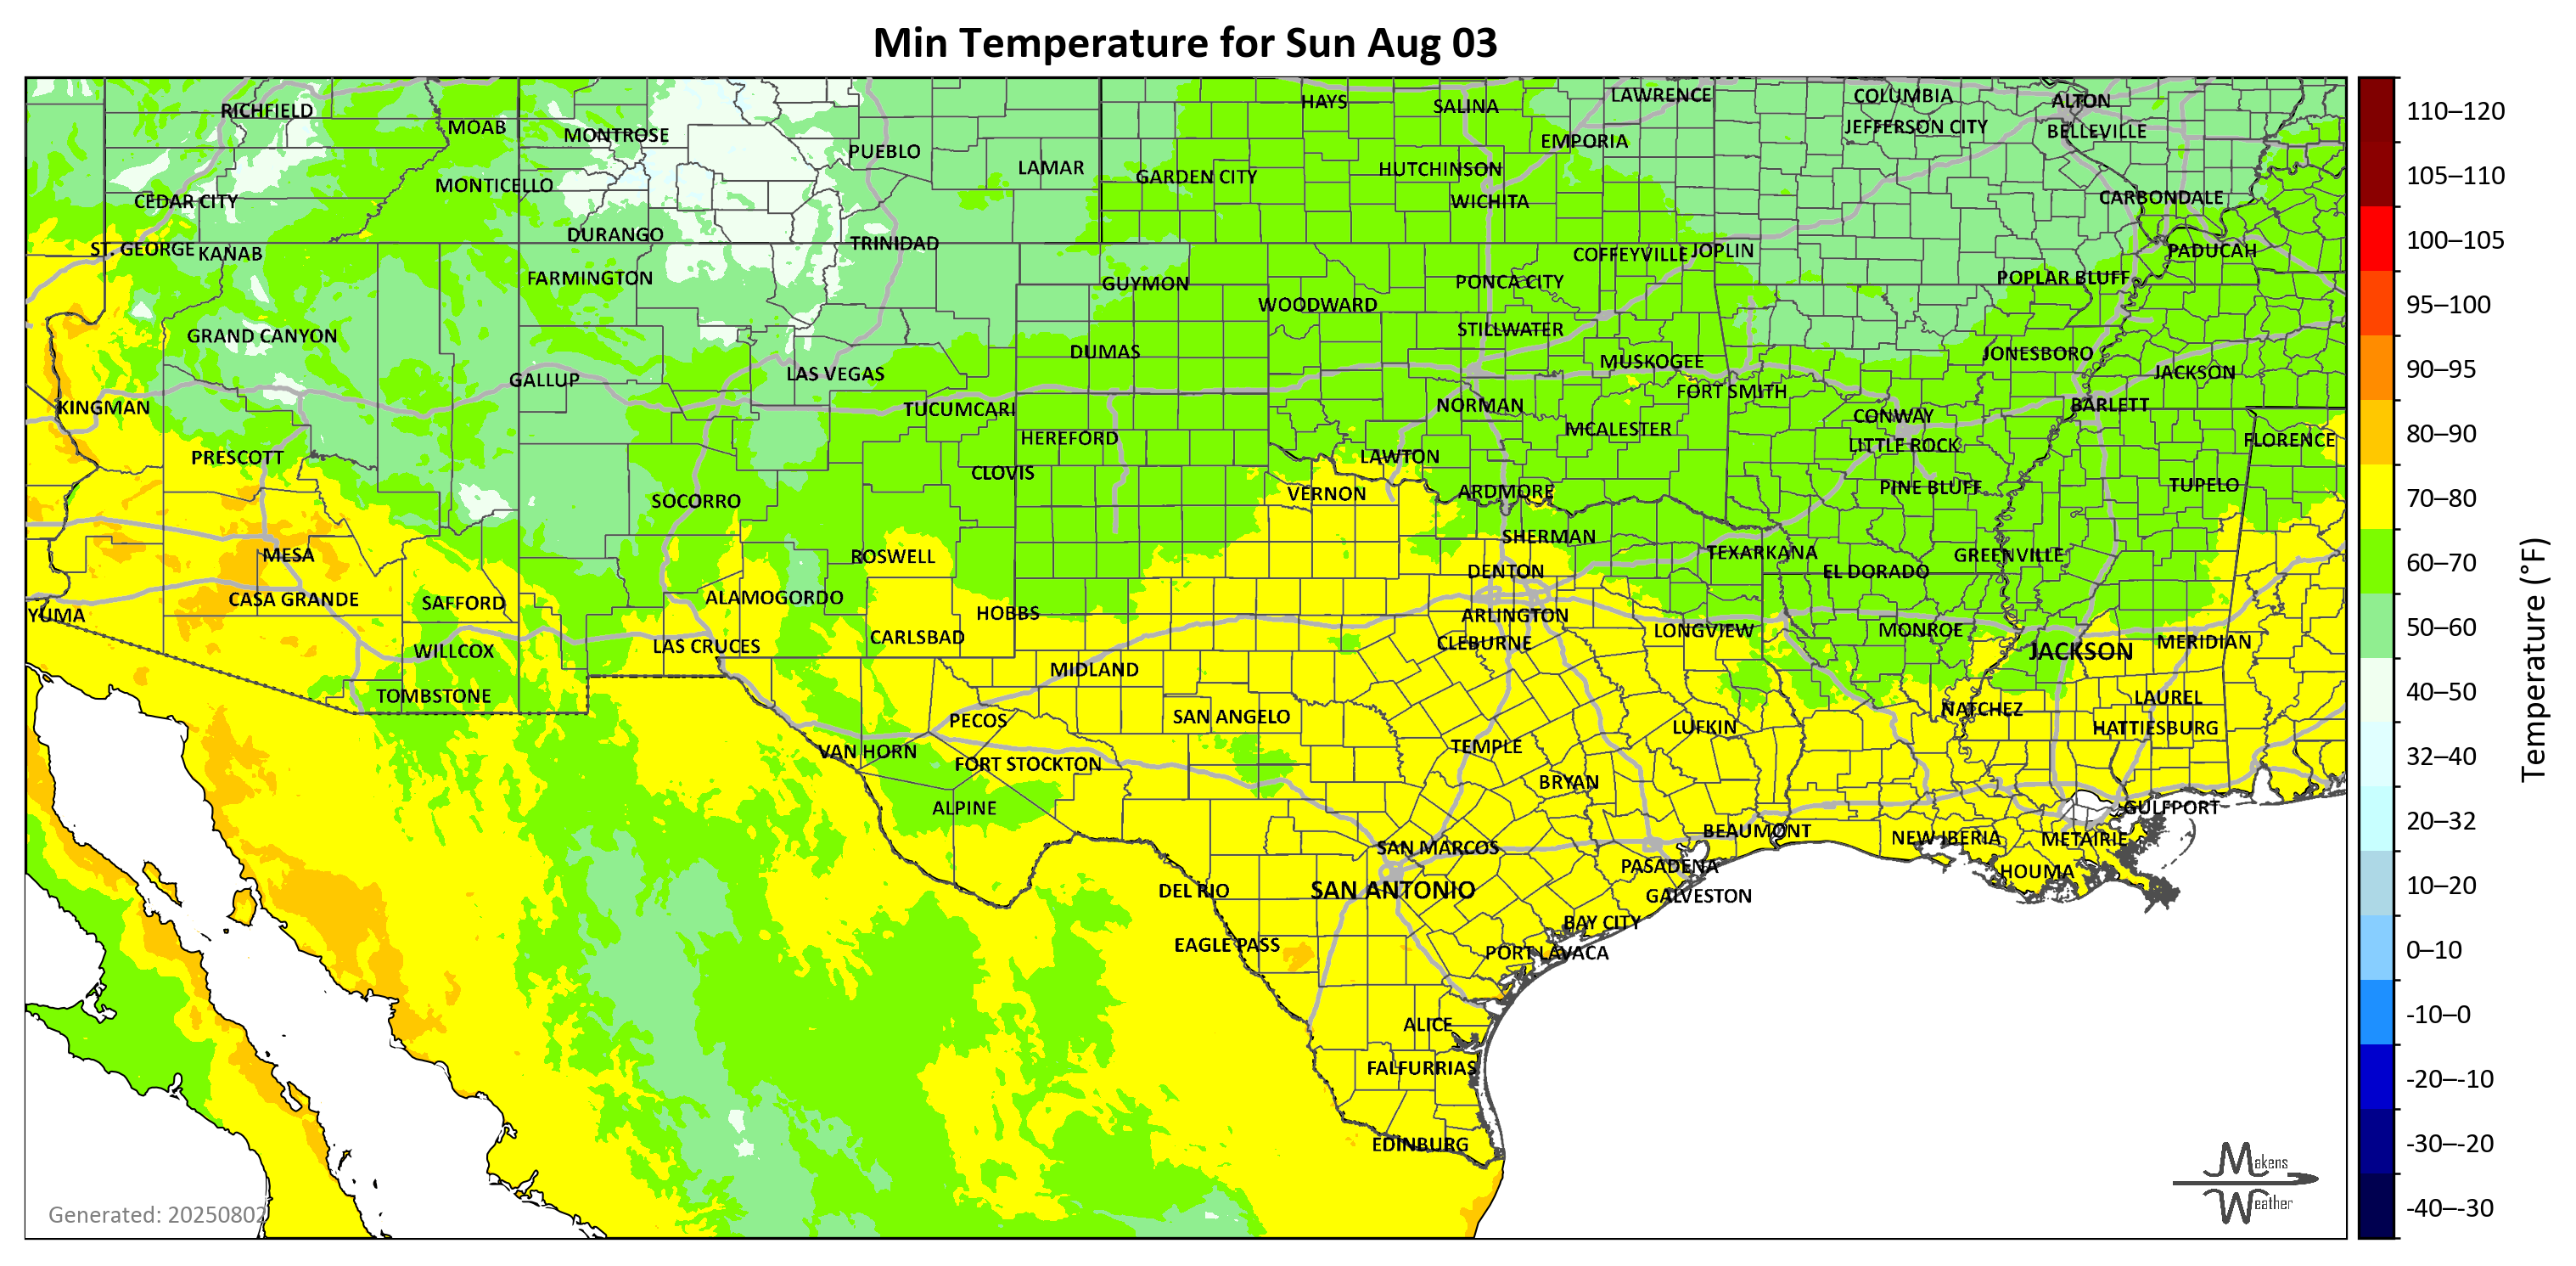 Min Temperature for Sun Aug 03
RICHFIELD
MOAB
MONTROSE
PUEBLO
LAMAR
HAYS
SALINA
LAWRENCE
COLUMBIA
ALTON
JEFFERSON CITY
BELLEVILLE
EMPORIA
HUTCHINSON
GARDEN CITY
MONTICELLO
CEDAR CITY
WICHITA
CARBONDALE
DURANGO
TRINIDAD
ST. GEORGE
KANAB
COFFEYVILLE
JOPLIN
PADUCAH
FARMINGTON
GUYMON
PONCA CITY
POPLAR BLUFF
WOODWARD
GRAND CANYON
STILLWATER
DUMAS
MUSKOGEE
JONESBORO
GALLUP
LAS VEGAS
JACKSON
FORT SMITH
KINGMAN
TUCUMCARI
NORMAN
CONWAY
BARLETT
HEREFORD
MCALESTER
LITTLE ROCK
FLORENCE
PRESCOTT
CLOVIS
LAWTON
SOCORRO
VERNON
ARDMORE
PINE BLUFF
TUPELO
SHERMAN
MESA
ROSWELL
TEXARKANA
GREENVILLE
DENTON
EL DORADO
CASA GRANDE
SAFFORD
ALAMOGORDO
YUMA
HOBBS
ARLINGTON
WILLCOX
LAS CRUCES
CARLSBAD
CLEBURNE
LONGVIEW
MONROE
JACKSON
MERIDIAN
MIDLAND
TOMBSTONE
LAUREL
PECOS
SAN ANGELO
NATCHEZ
LUFKIN
HATTIESBURG
VAN HORN
FORT STOCKTON
TEMPLE
BRYAN
ALPINE
GULFPORT
BEAUMONT
NEW IBERIA
METAIRIE
SAN MARCOS
PASADENA
HOUMA
DEL RIO
SAN ANTONIO
GALVESTON
BAY CITY
EAGLE PASS
PORT LAVACA
ALICE
FALFURRIAS
EDINBURG
Generated: 20250802
Makens
Weather
110–120
105–110
100–105
95–100
90–95
80–90
70–80
60–70
50–60
40–50
32–40
20–32
10–20
0–10
-10–0
-20–-10
-30–-20
-40–-30
Temperature (°F)